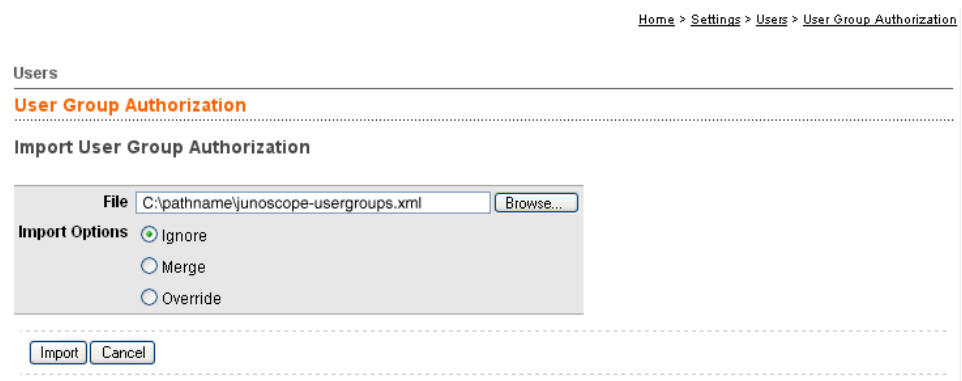 Home > Settings > Users > User Group Authorization
Users
User Group Authorization
Import User Group Authorization
File C:\pathname\junoscope-usergroups.xml Browse...
Import Options Ignore
Merge
Override
Import Cancel